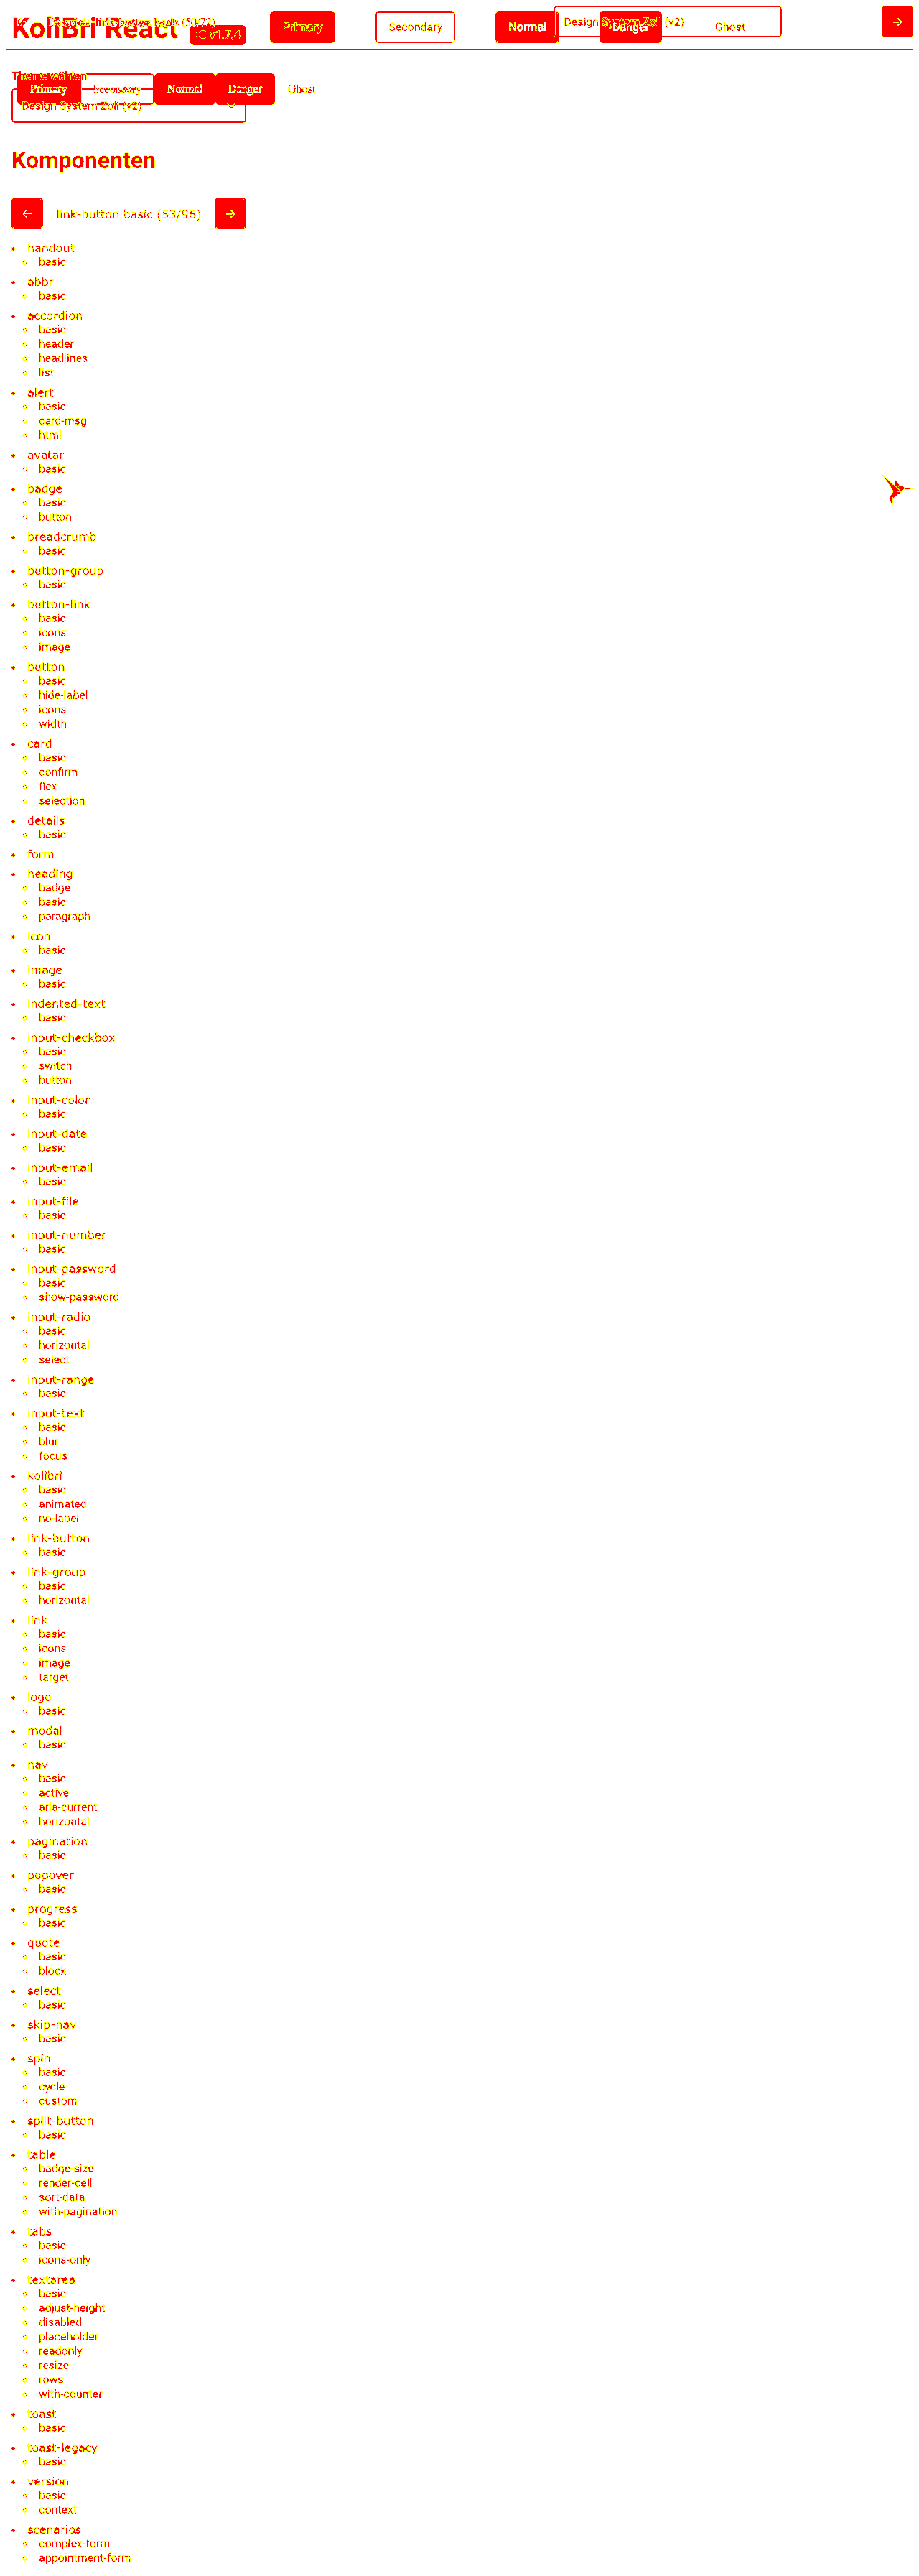 KoliBri React
v1.7.4
Primary Secondary Normal Danger Ghost
Design System Zoll (v2)
Theme wählen
Primary Secondary Normal Danger Ghost
Design System Zoll (v2)
Komponenten
link-button basic (53/96)
handout
basic
abbr
basic
accordion
basic
header
headlines
list
alert
basic
card-msg
html
avatar
basic
badge
basic
button
breadcrumb
basic
button-group
basic
button-link
basic
icons
image
button
basic
hide-label
icons
width
card
basic
confirm
flex
selection
details
basic
form
heading
badge
basic
paragraph
icon
basic
image
basic
indented-text
basic
input-checkbox
basic
switch
button
input-color
basic
input-date
basic
input-email
basic
input-file
basic
input-number
basic
input-password
basic
show-password
input-radio
basic
horizontal
select
input-range
basic
input-text
basic
blur
focus
kolibri
basic
animated
no-label
link-button
basic
link-group
basic
horizontal
link
basic
icons
image
target
logo
basic
modal
basic
nav
basic
active
aria-current
horizontal
pagination
basic
popover
basic
progress
basic
quote
basic
block
select
basic
skip-nav
basic
spin
basic
cycle
custom
split-button
basic
table
badge-size
render-cell
sort-data
with-pagination
tabs
basic
icons-only
textarea
basic
adjust-height
disabled
placeholder
readonly
resize
rows
with-counter
toast
basic
toast-legacy
basic
version
basic
context
scenarios
complex-form
appointment-form